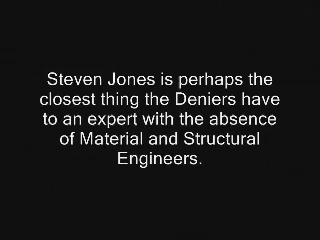 Steven Jones is perhaps the
closest thing the Deniers have
to an expert with the absence
of Material and Structural
Engineers.